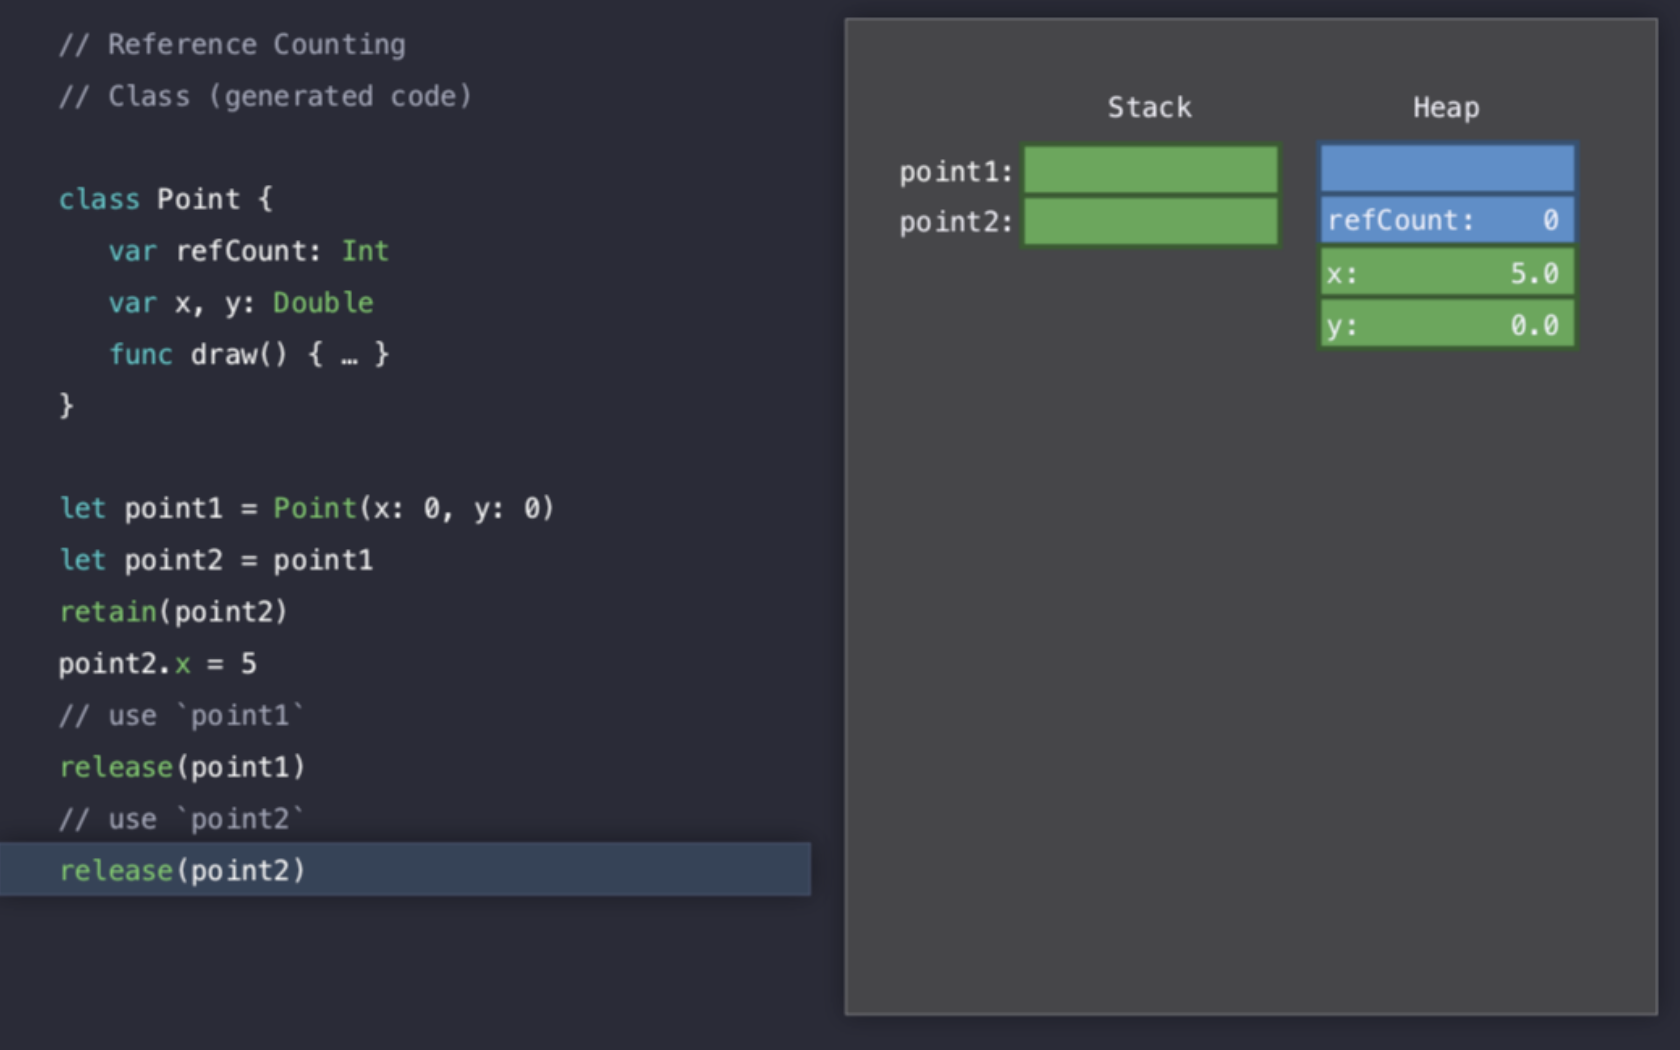 // Reference Counting
// Class (generated code)
class Point {
   var refCount: Int
   var x, y: Double
   func draw() { … }
}
let point1 = Point(x: 0, y: 0)
let point2 = point1
retain(point2)
point2.x = 5
// use `point1`
release(point1)
// use `point2`
release(point2)
Stack
Heap
point1:
point2:
refCount: 0
x: 5.0
y: 0.0